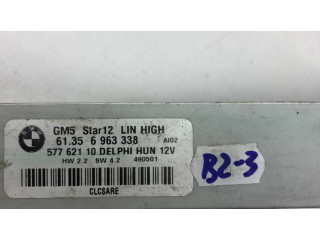 GM5 Star12 LIN HIGH
61.35 6 963 338 AI02
577 621 10 DELPHI HUN 12V
HW 2.2 SW 4.2 490501
CLCSARE
B2-3